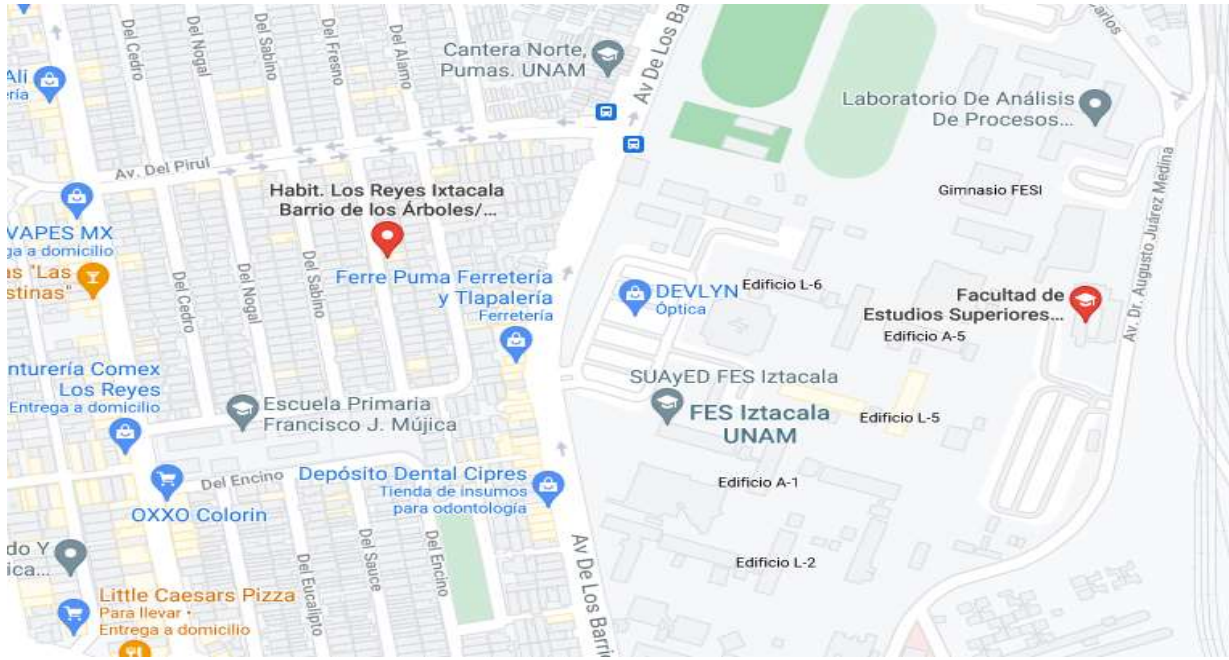 Del Cedro
Del Nogal
Del Sabino
Del Fresno
Del Alamo
Cantera Norte,
Pumas. UNAM
Av De Los Ba
arlos
Ali
ería
Laboratorio De Análisis
De Procesos...
Av. Del Pirul
Habit. Los Reyes Ixtacala
Barrio de los Árboles/...
Gimnasio FESI
Av. Dr. Augusto Juárez Medina
VAPES MX
ga a domicilio
as "Las
stinas"
Del Cedro
Del Nogal
Del Sabino
Ferre Puma Ferretería
y Tlapalería
Ferretería
DEVLYN
Óptica
Edificio L-6
Facultad de
Estudios Superiores...
Edificio A-5
nturería Comex
Los Reyes
Entrega a domicilio
Escuela Primaria
Francisco J. Mújica
SUAyED FES Iztacala
FES Iztacala
UNAM
Edificio L-5
Del Encino
OXXO Colorin
Depósito Dental Cipres
Tienda de insumos
para odontología
Edificio A-1
do Y
ica...
Del Eucalipto
Del Sauce
Del Encino
Av De Los Barrio
Edificio L-2
Little Caesars Pizza
Para llevar •
Entrega a domicilio